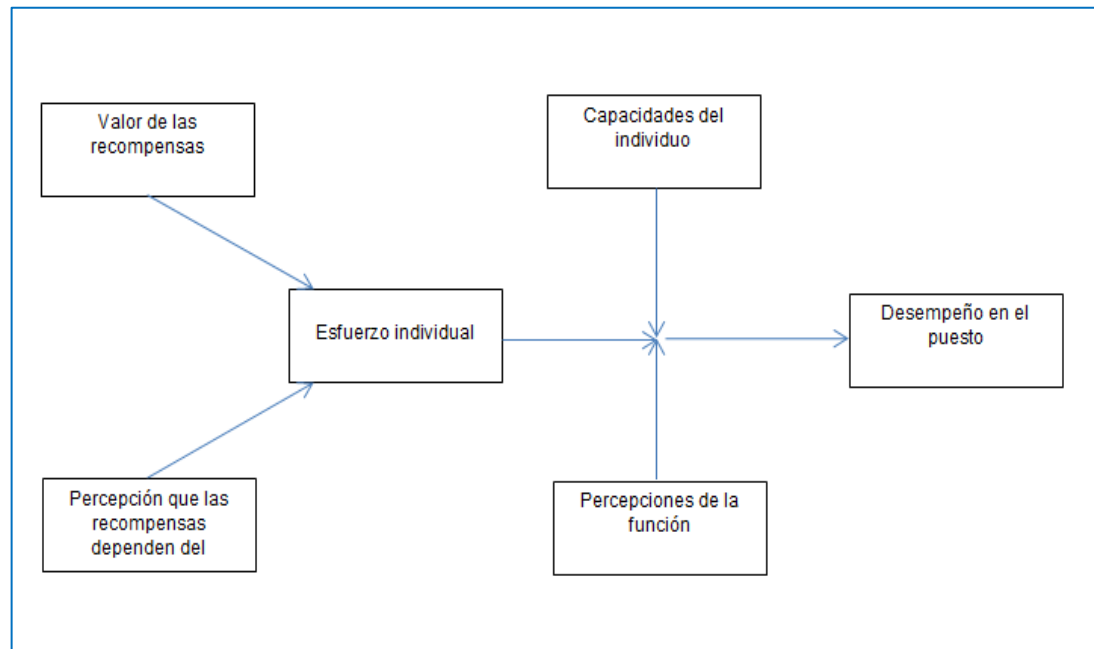 Valor de las
recompensas
Capacidades del
individuo
Esfuerzo individual
Desempeño en el
puesto
Percepción que las
recompensas
dependen del
Percepciones de la
función